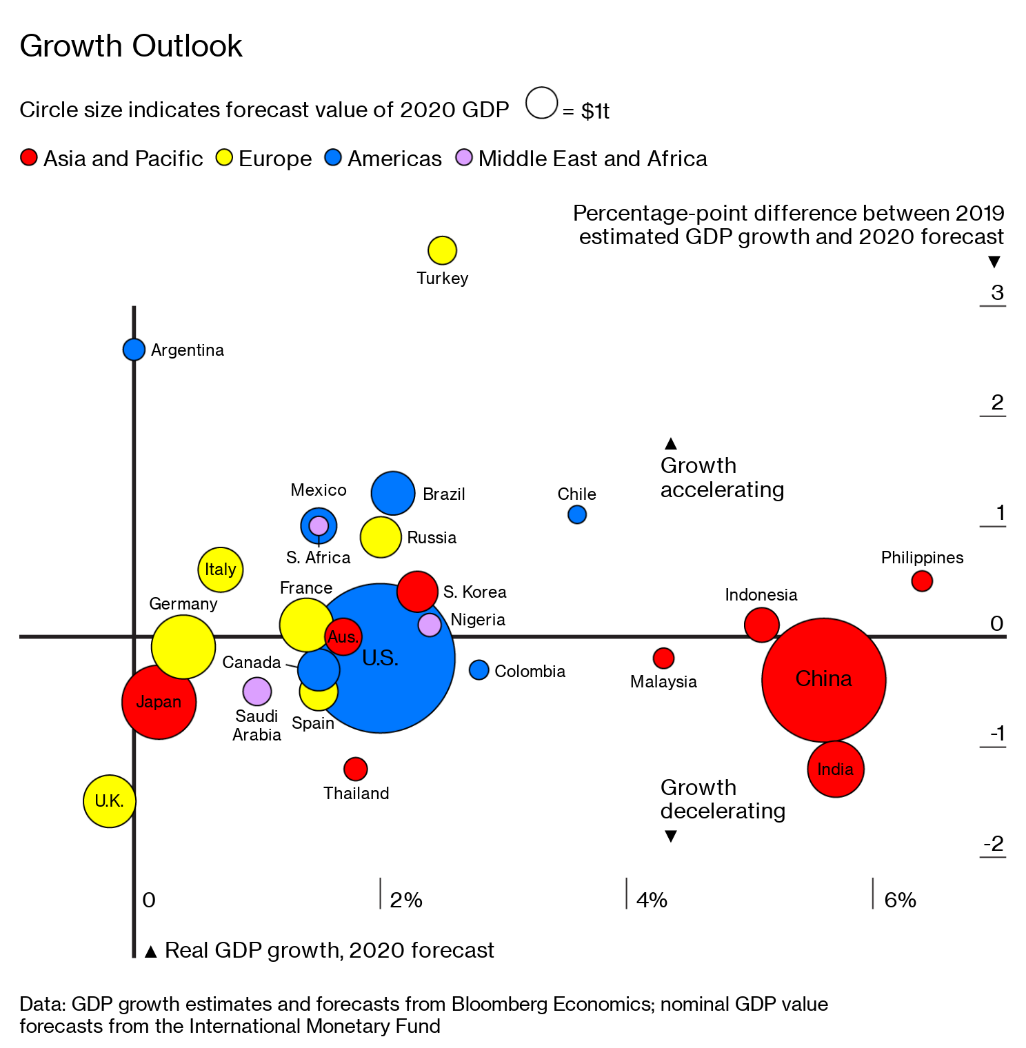 Growth Outlook
Circle size indicates forecast value of 2020 GDP = $1t
Asia and Pacific Europe Americas Middle East and Africa
Percentage-point difference between 2019
estimated GDP growth and 2020 forecast
▼
Turkey
3
Argentina
2
▲
Growth
accelerating
Mexico
Brazil
Chile
1
S. Africa
Russia
Philippines
Italy
France
S. Korea
Indonesia
Germany
Nigeria
0
Aus.
U.S.
Canada
Colombia
Malaysia
China
Japan
Saudi
Arabia
Spain
-1
India
Thailand
U.K.
Growth
decelerating
▼
-2
0 2% 4% 6%
▲ Real GDP growth, 2020 forecast
Data: GDP growth estimates and forecasts from Bloomberg Economics; nominal GDP value
forecasts from the International Monetary Fund